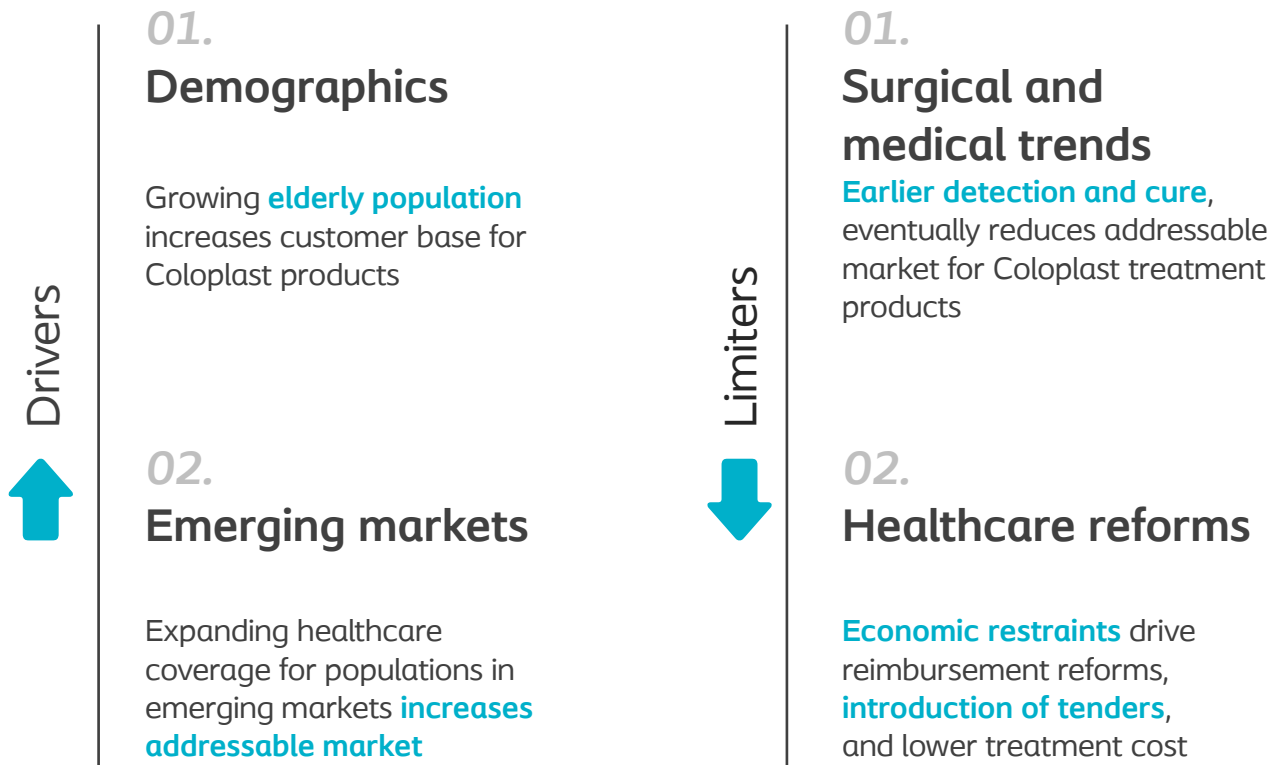 Drivers
01.
Demographics
Growing elderly population
increases customer base for
Coloplast products
02.
Emerging markets
Expanding healthcare
coverage for populations in
emerging markets increases
addressable market
Limiters
01.
Surgical and
medical trends
Earlier detection and cure,
eventually reduces addressable
market for Coloplast treatment
products
02.
Healthcare reforms
Economic restraints drive
reimbursement reforms,
introduction of tenders,
and lower treatment cost